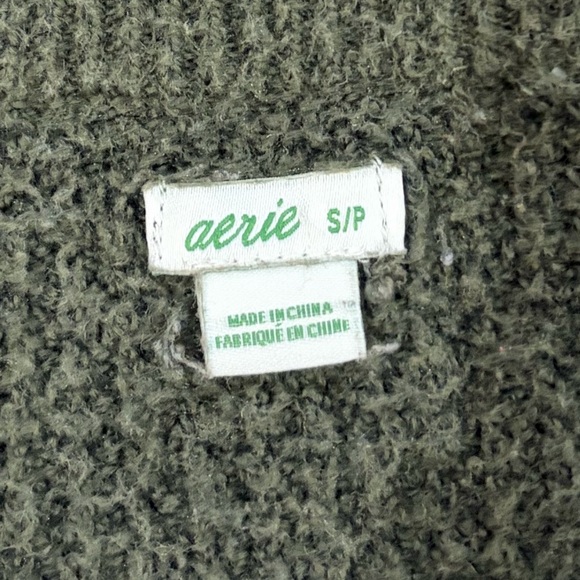 aerie S/P
MADE IN CHINA
FABRIQUÉ EN CHINE